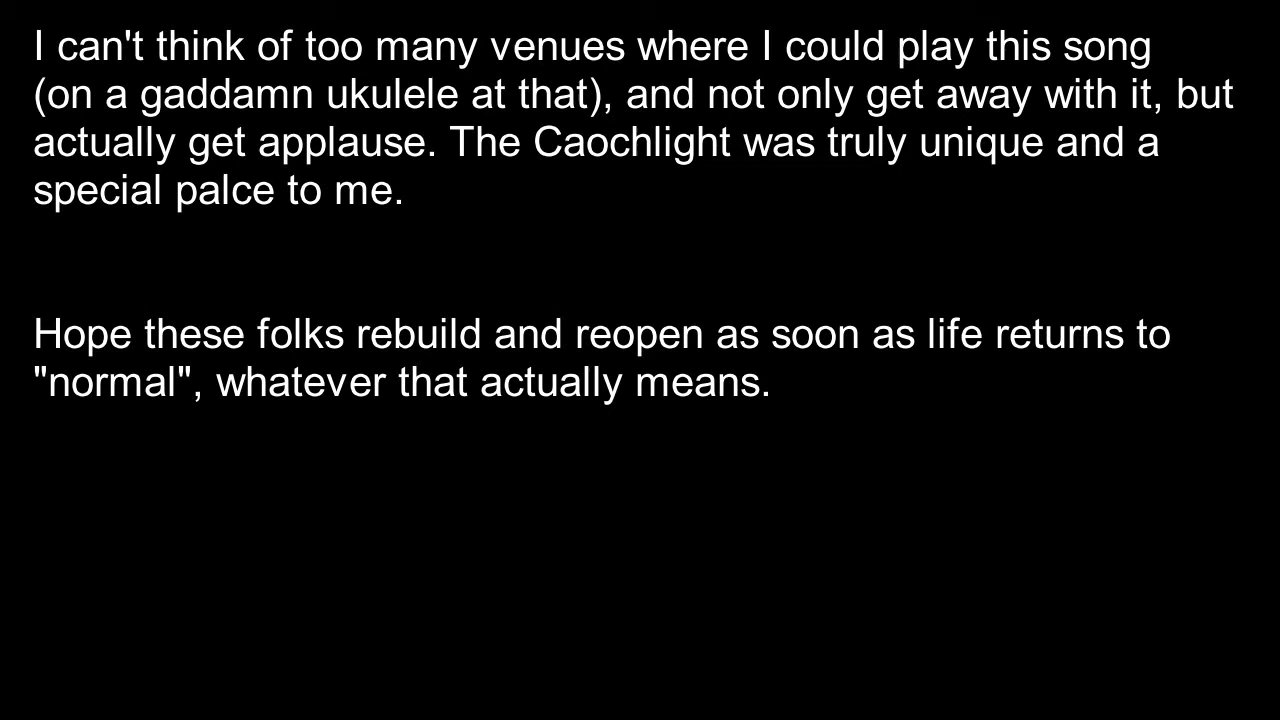 I can't think of too many venues where I could play this song
(on a gaddamn ukulele at that), and not only get away with it, but
actually get applause. The Caochlight was truly unique and a
special palce to me.
Hope these folks rebuild and reopen as soon as life returns to
"normal", whatever that actually means.